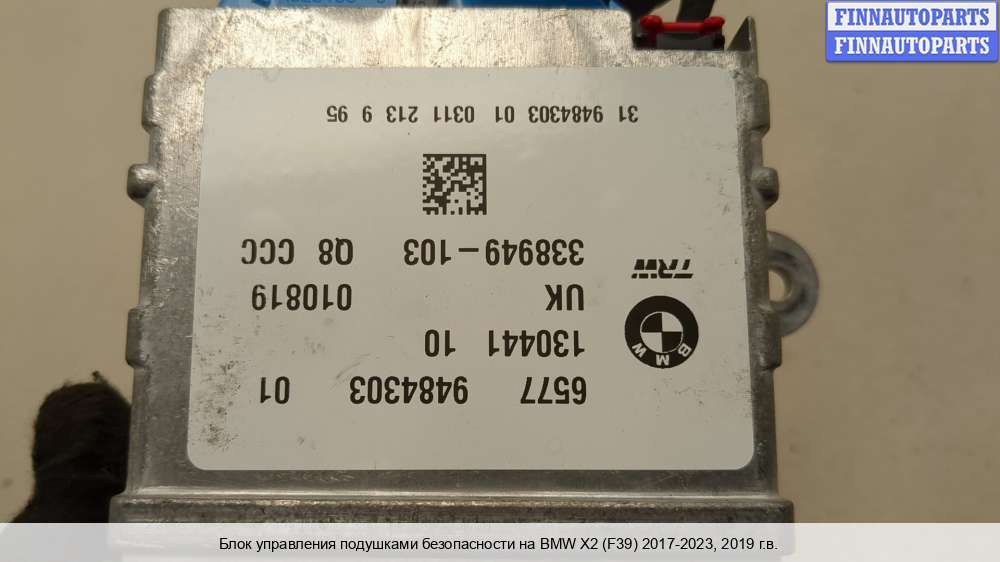 FINNAUTOPARTS
FINNAUTOPARTS
6577 9484303 01
130441 10
UK 010819
338949-103 Q8 CCC
BMW
TRW
31 9484303 01 0311 213 9 95
Блок управления подушками безопасности на BMW X2 (F39) 2017-2023, 2019 г.в.